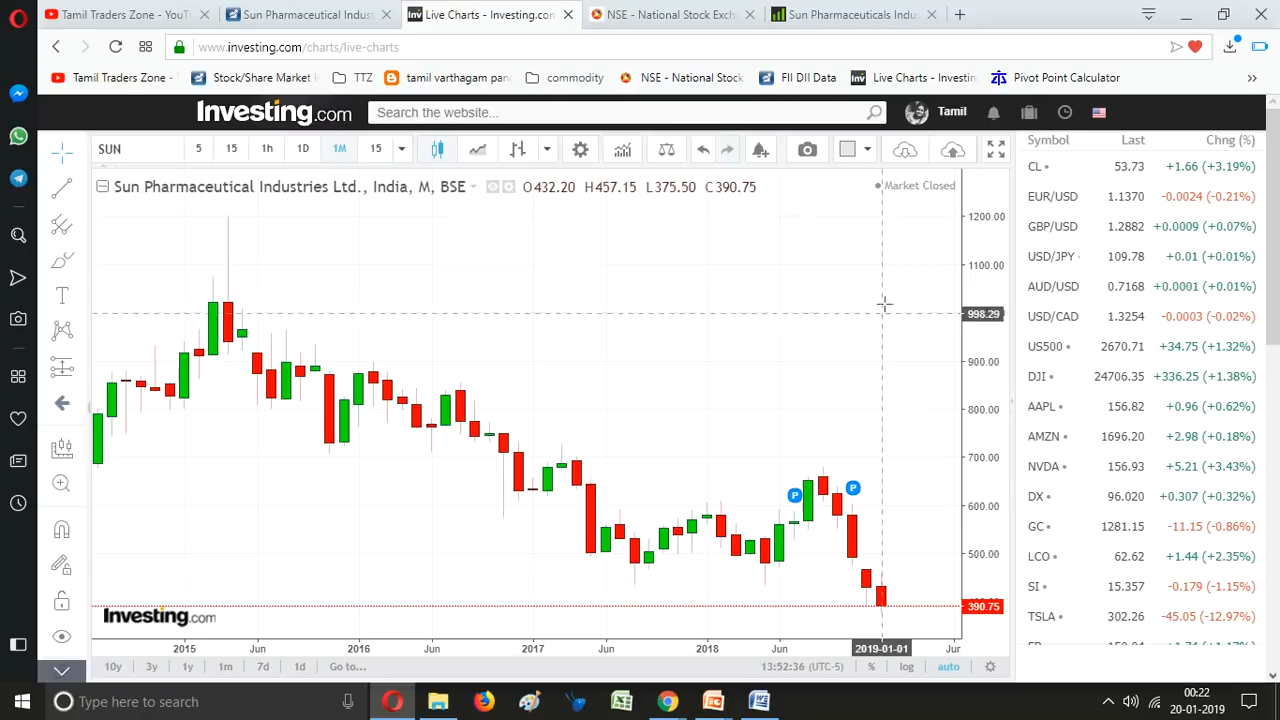 Tamil Traders Zone - YouT
Sun Pharmaceutical Indus
Live Charts - Investing.com
NSE - National Stock Exch
Sun Pharmaceuticals Indus
www.investing.com/charts/live-charts
Tamil Traders Zone -
Stock/Share Market I
TTZ
tamil varthagam pan
commodity
NSE - National Stock
FII DII Data
Live Charts - Investin
Pivot Point Calculator
Investing.com
Search the website...
Tamil
SUN
5
15
1h
1D
1M
15
Symbol Last Chng (%)
Sun Pharmaceutical Industries Ltd., India, M, BSE O432.20 H457.15 L375.50 C390.75
Market Closed
CL 53.73 +1.66 (+3.19%)
EUR/USD 1.1370 -0.0024 (-0.21%)
GBP/USD 1.2882 +0.0009 (+0.07%)
USD/JPY 109.78 +0.01 (+0.01%)
AUD/USD 0.7168 +0.0001 (+0.01%)
USD/CAD 1.3254 -0.0003 (-0.02%)
US500 2670.71 +34.75 (+1.32%)
DJI 24706.35 +336.25 (+1.38%)
AAPL 156.82 +0.96 (+0.62%)
AMZN 1696.20 +2.98 (+0.18%)
NVDA 156.93 +5.21 (+3.43%)
DX 96.020 +0.307 (+0.32%)
GC 1281.15 -11.15 (-0.86%)
LCO 62.62 +1.44 (+2.35%)
SI 15.357 -0.179 (-1.15%)
TSLA 302.26 -45.05 (-12.97%)
1200.00
1100.00
998.29
900.00
800.00
700.00
600.00
500.00
390.75
P
P
Investing.com
2015 Jun 2016 Jun 2017 Jun 2018 Jun 2019-01-01 Jur
10y 3y 1y 1m 7d 1d Go to... 13:52:36 (UTC-5) % log auto
Type here to search
00:22
20-01-2019